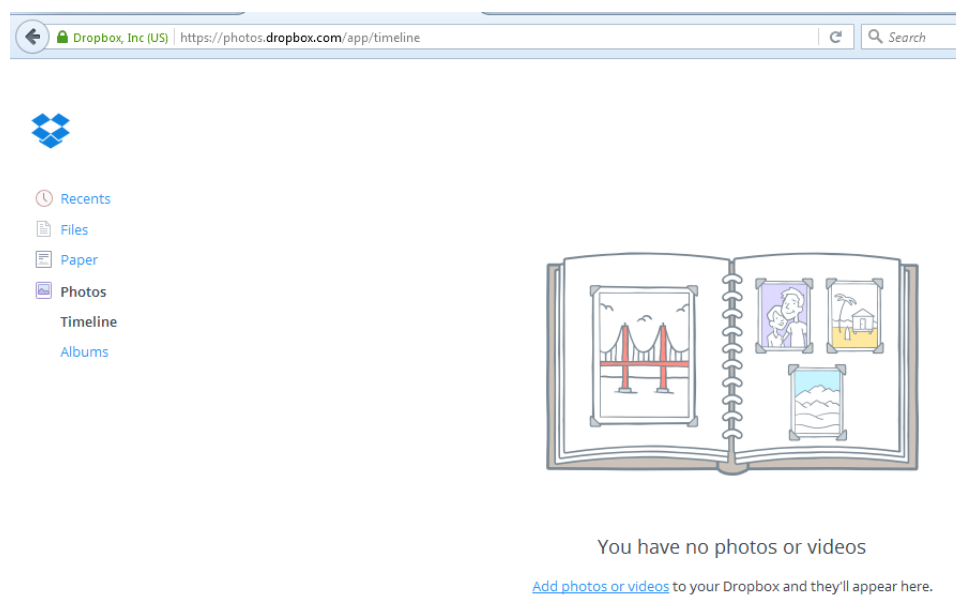 Dropbox, Inc (US) https://photos.dropbox.com/app/timeline Search
Recents
Files
Paper
Photos
Timeline
Albums
You have no photos or videos
Add photos or videos to your Dropbox and they'll appear here.